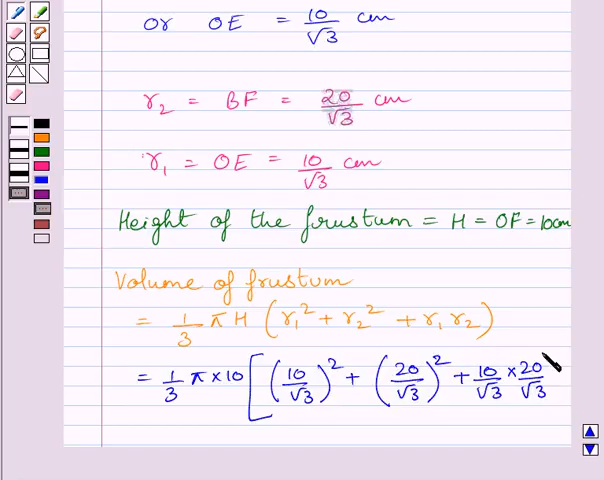 or OE = 10/√3 cm
r₂ = BF = 20/√3 cm
r₁ = OE = 10/√3 cm
Height of the frustum = H = OF = 10cm
Volume of frustum
= 1/3 π H (r₁² + r₂² + r₁ r₂)
= 1/3 π × 10 [(10/√3)² + (20/√3)² + 10/√3 × 20/√3